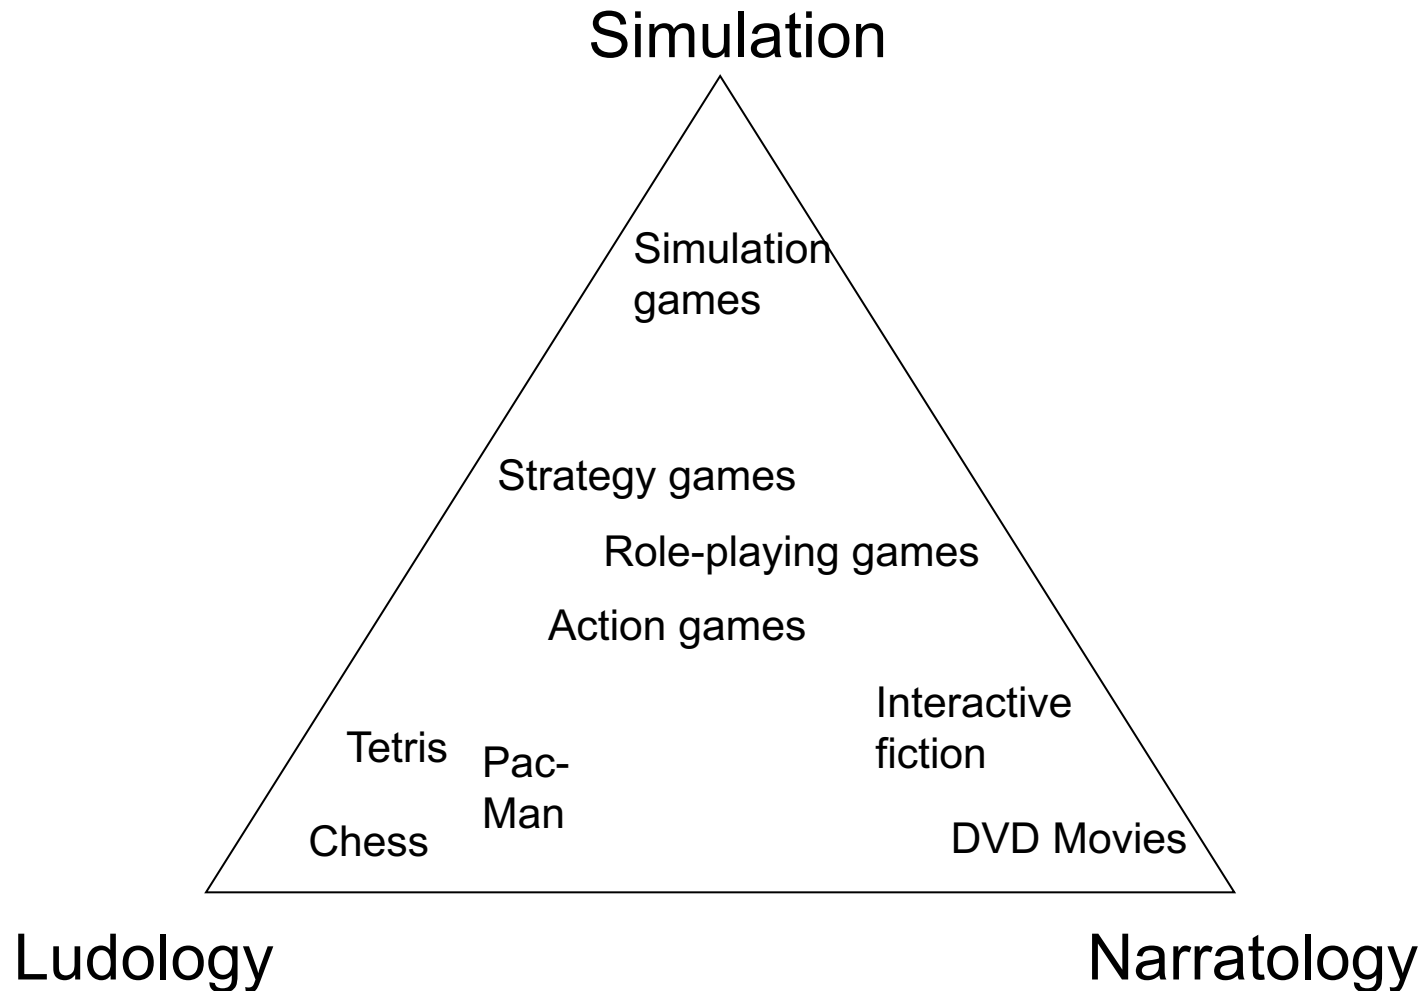 Simulation
Simulation
games
Strategy games
Role-playing games
Action games
Interactive
fiction
Tetris
Pac-
Man
Chess
DVD Movies
Ludology
Narratology